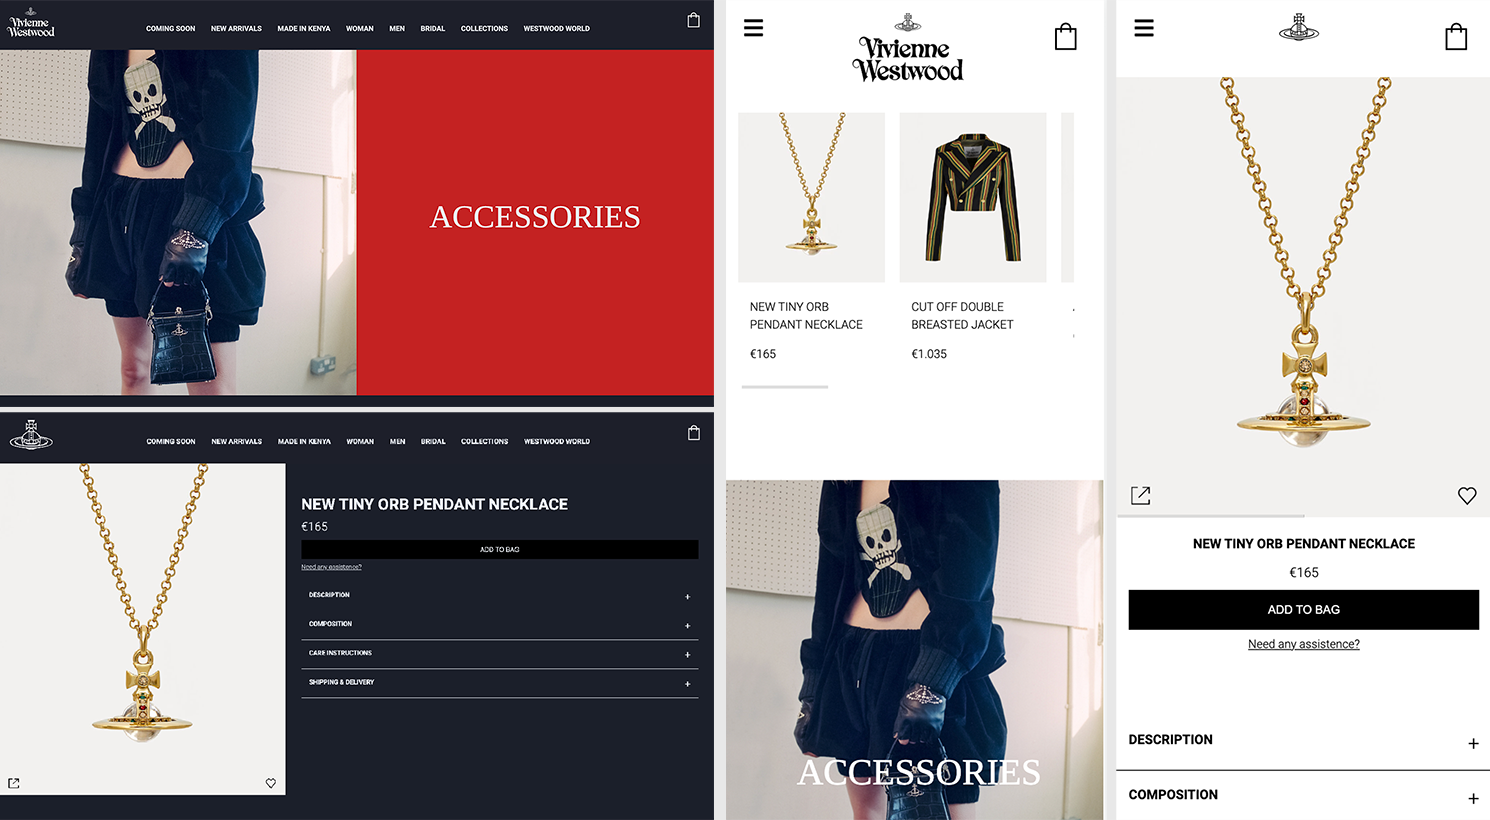 Vivienne
Westwood
COMING SOON NEW ARRIVALS MADE IN KENYA WOMAN MEN BRIDAL COLLECTIONS WESTWOOD WORLD
ACCESSORIES
COMING SOON NEW ARRIVALS MADE IN KENYA WOMAN MEN BRIDAL COLLECTIONS WESTWOOD WORLD
NEW TINY ORB PENDANT NECKLACE
€165
ADD TO BAG
Need any assistence?
DESCRIPTION +
COMPOSITION +
CARE INSTRUCTIONS +
SHIPPING & DELIVERY +
Vivienne
Westwood
NEW TINY ORB
PENDANT NECKLACE
€165
CUT OFF DOUBLE
BREASTED JACKET
€1.035
ACCESSORIES
NEW TINY ORB PENDANT NECKLACE
€165
ADD TO BAG
Need any assistence?
DESCRIPTION +
COMPOSITION +